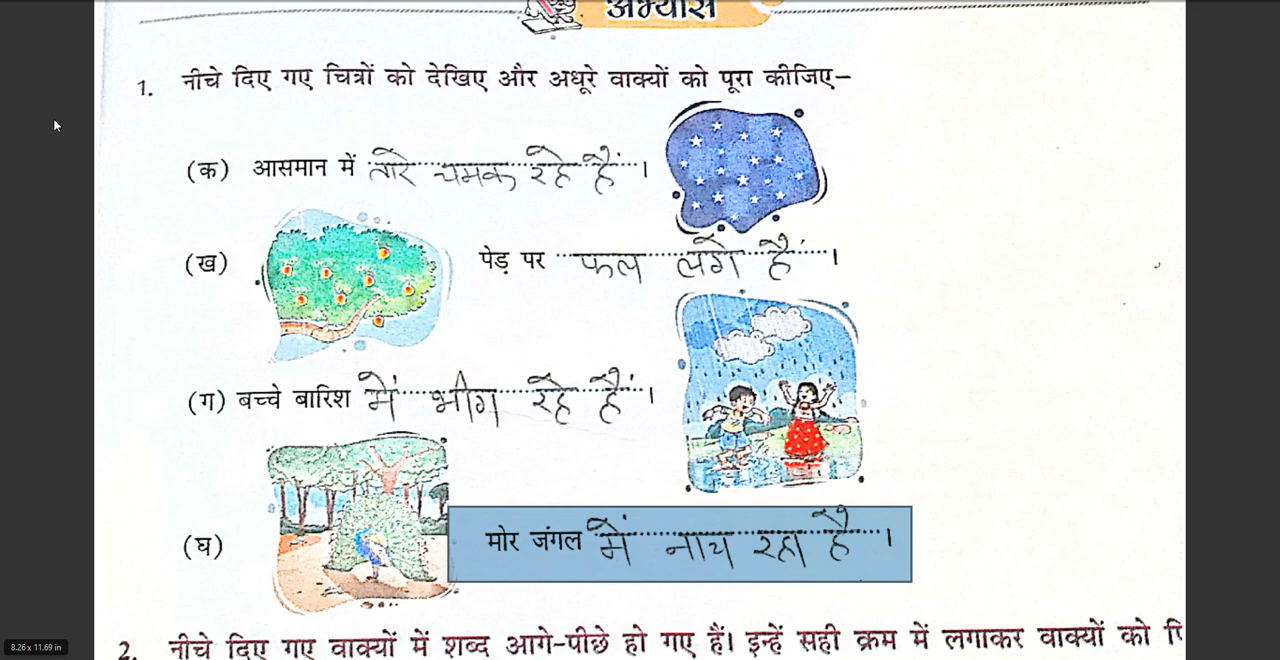 अभ्यास
1. नीचे दिए गए चित्रों को देखिए और अधूरे वाक्यों को पूरा कीजिए–
(क) आसमान में तारे चमक रहे हैं ।
(ख) पेड़ पर फल लगे हैं ।
(ग) बच्चे बारिश में भीग रहे हैं ।
(घ) मोर जंगल में नाच रहा है ।
2. नीचे दिए गए वाक्यों में शब्द आगे-पीछे हो गए हैं। इन्हें सही क्रम में लगाकर वाक्यों को
8.26 x 11.69 in